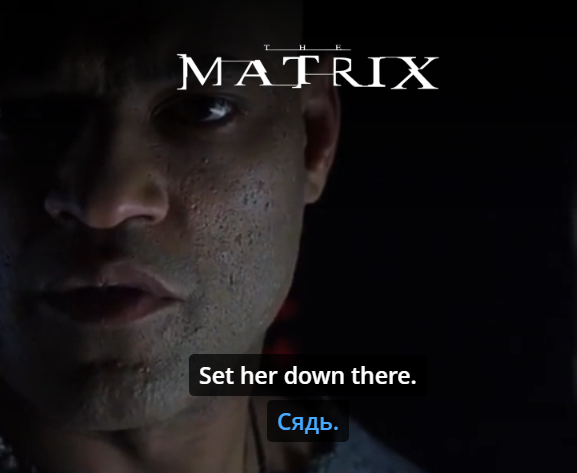 THE
MATRIX
Set her down there.
Сядь.